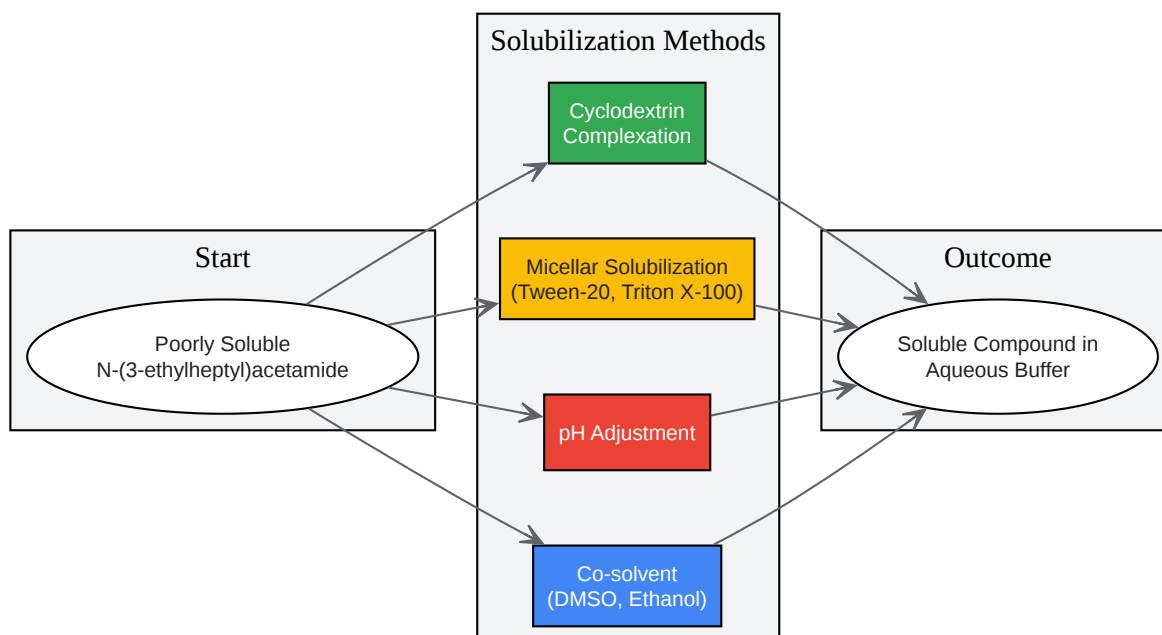 Solubilization Methods
Cyclodextrin
Complexation
Start
Outcome
Micellar Solubilization
(Tween-20, Triton X-100)
Poorly Soluble
N-(3-ethylheptyl)acetamide
Soluble Compound in
Aqueous Buffer
pH Adjustment
Co-solvent
(DMSO, Ethanol)